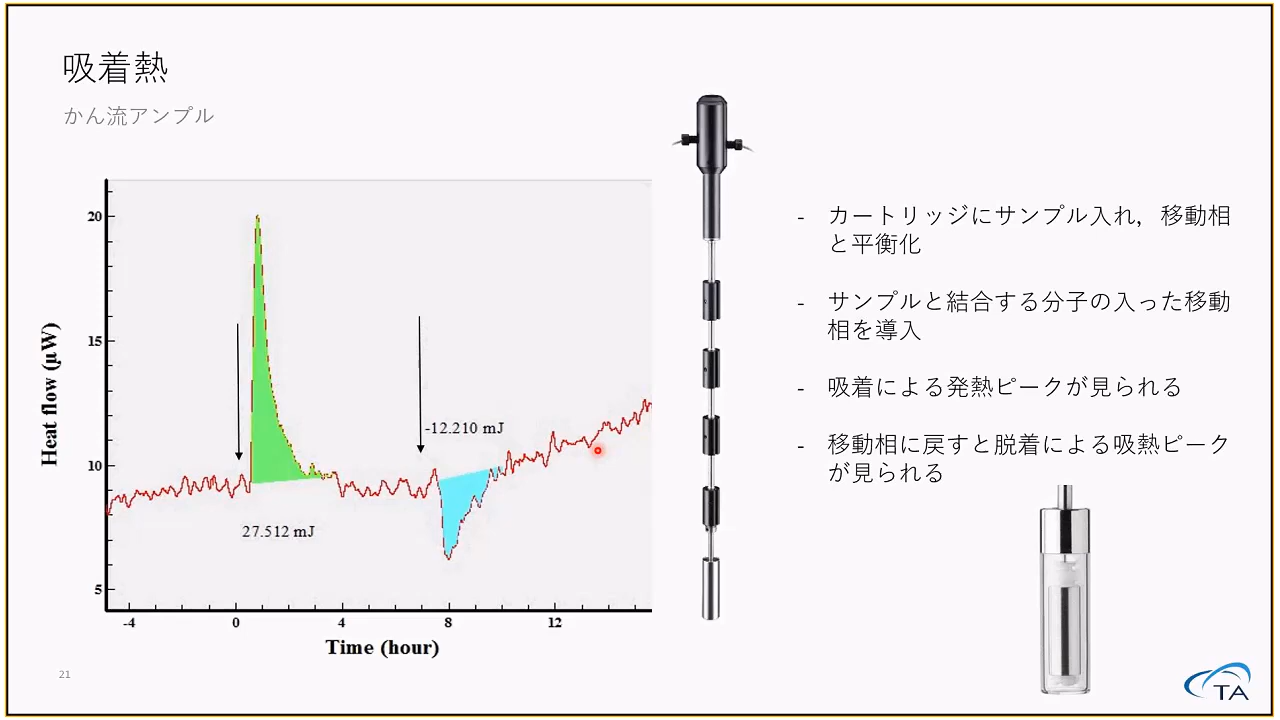 吸着熱
かん流アンプル
20
15
10
5
Heat flow (µW)
-12.210 mJ
27.512 mJ
-4 0 4 8 12
Time (hour)
- カートリッジにサンプル入れ，移動相
と平衡化
- サンプルと結合する分子の入った移動
相を導入
- 吸着による発熱ピークが見られる
- 移動相に戻すと脱着による吸熱ピーク
が見られる
21
TA